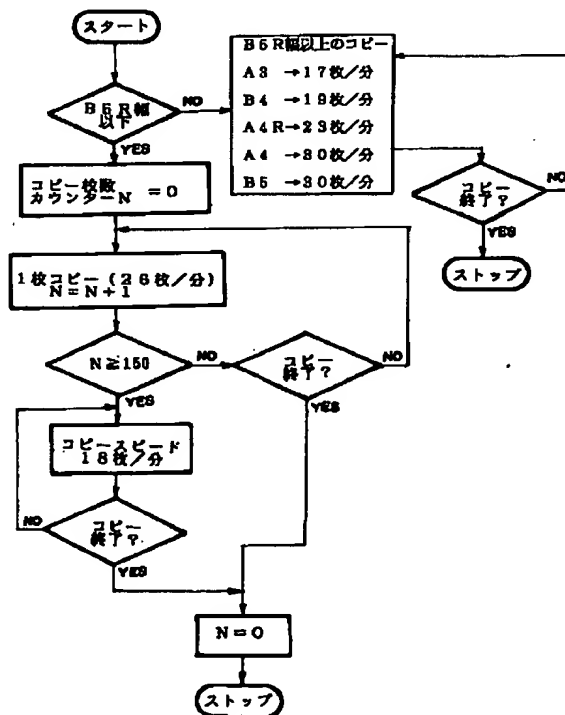 スタート
B5R幅
以下
NO
YES
B5R幅以上のコピー
A3 →17枚/分
B4 →19枚/分
A4R→23枚/分
A4 →30枚/分
B5 →30枚/分
コピー
終了?
NO
YES
ストップ
コピー枚数
カウンターN =0
1枚コピー(26枚/分)
N=N+1
N≧150
NO
YES
コピー
終了?
NO
YES
コピースピード
18枚/分
コピー
終了?
NO
YES
N=0
ストップ